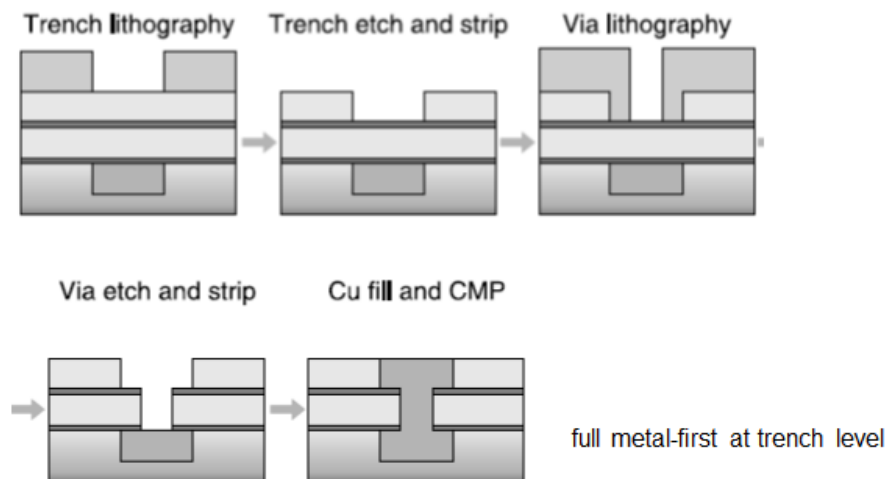 Trench lithography
Trench etch and strip
Via lithography
Via etch and strip
Cu fill and CMP
full metal-first at trench level